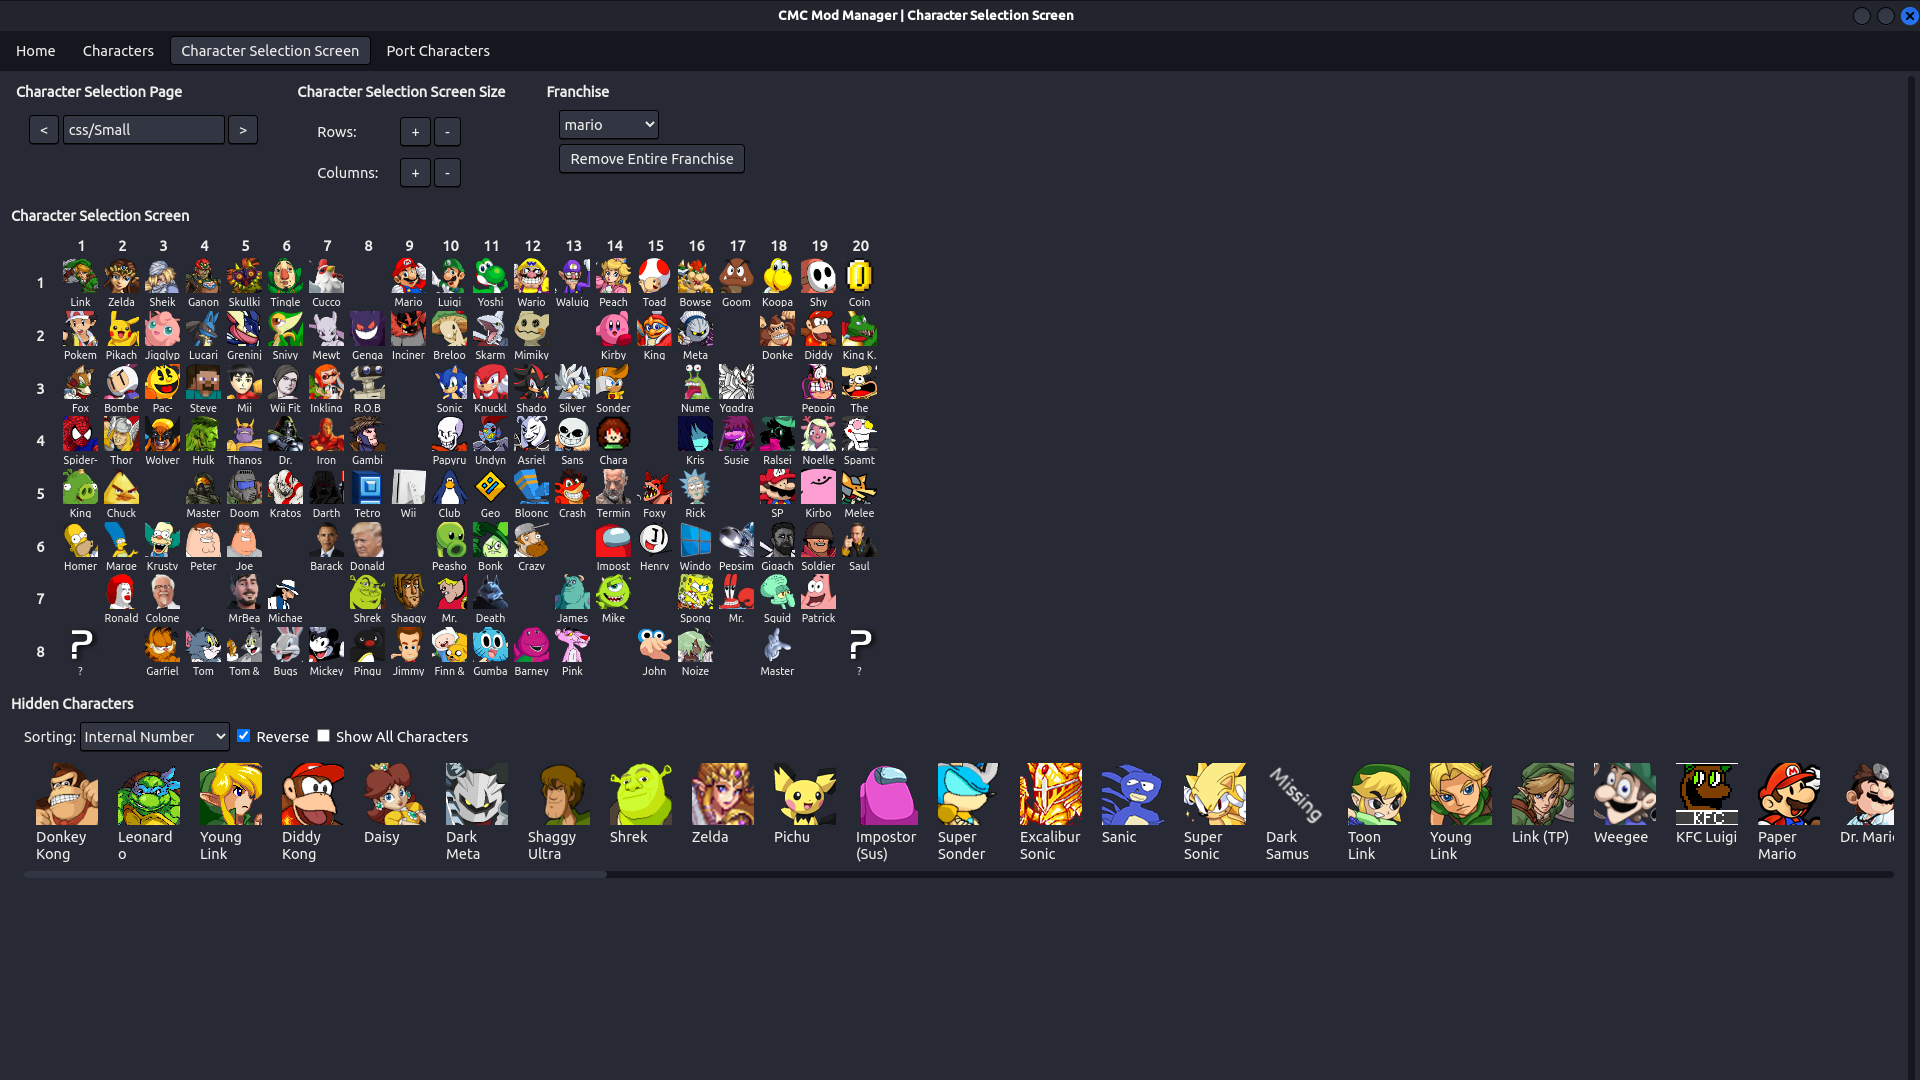 CMC Mod Manager | Character Selection Screen
Home Characters Character Selection Screen Port Characters
Character Selection Page Character Selection Screen Size Franchise
< css/Small > Rows: + - mario
Remove Entire Franchise
Columns: + -
Character Selection Screen
1 2 3 4 5 6 7 8 9 10 11 12 13 14 15 16 17 18 19 20
1
Link Zelda Sheik Ganon Skullki Tingle Cucco Mario Luigi Yoshi Wario Waluig Peach Toad Bowse Goom Koopa Shy Coin
2
Pokem Pikach Jigglyp Lucari Greninj Snivy Mewt Genga Inciner Breloo Skarm Mimiky Kirby King Meta Donke Diddy King K.
3
Fox Bombe Pac- Steve Mii Wii Fit Inkling R.O.B Sonic Knuckl Shado Silver Sonder Nume Yggdra Peppin The
4
Spider- Thor Wolver Hulk Thanos Dr. Iron Gambi Papyru Undyn Asriel Sans Chara Kris Susie Ralsei Noelle Spamt
5
King Chuck Master Doom Kratos Darth Tetro Wii Club Geo Bloonc Crash Termin Foxy Rick SP Kirbo Melee
6
Homer Marge Krusty Peter Joe Barack Donald Peasho Bonk Crazy Impost Henry Windo Pepsim Gigach Soldier Saul
7
Ronald Colone MrBea Michae Shrek Shaggy Mr. Death James Mike Spong Mr. Squid Patrick
8
? Garfiel Tom Tom & Bugs Mickey Pingu Jimmy Finn & Gumba Barney Pink John Noize Master ?
Hidden Characters
Sorting: Internal Number Reverse Show All Characters
Missing
KFC
Donkey Leonard Young Diddy Daisy Dark Shaggy Shrek Zelda Pichu Impostor Super Excalibur Sanic Super Dark Toon Young Link (TP) Weegee KFC Luigi Paper Dr. Mari
Kong o Link Kong Meta Ultra (Sus) Sonder Sonic Sonic Samus Link Link Mario